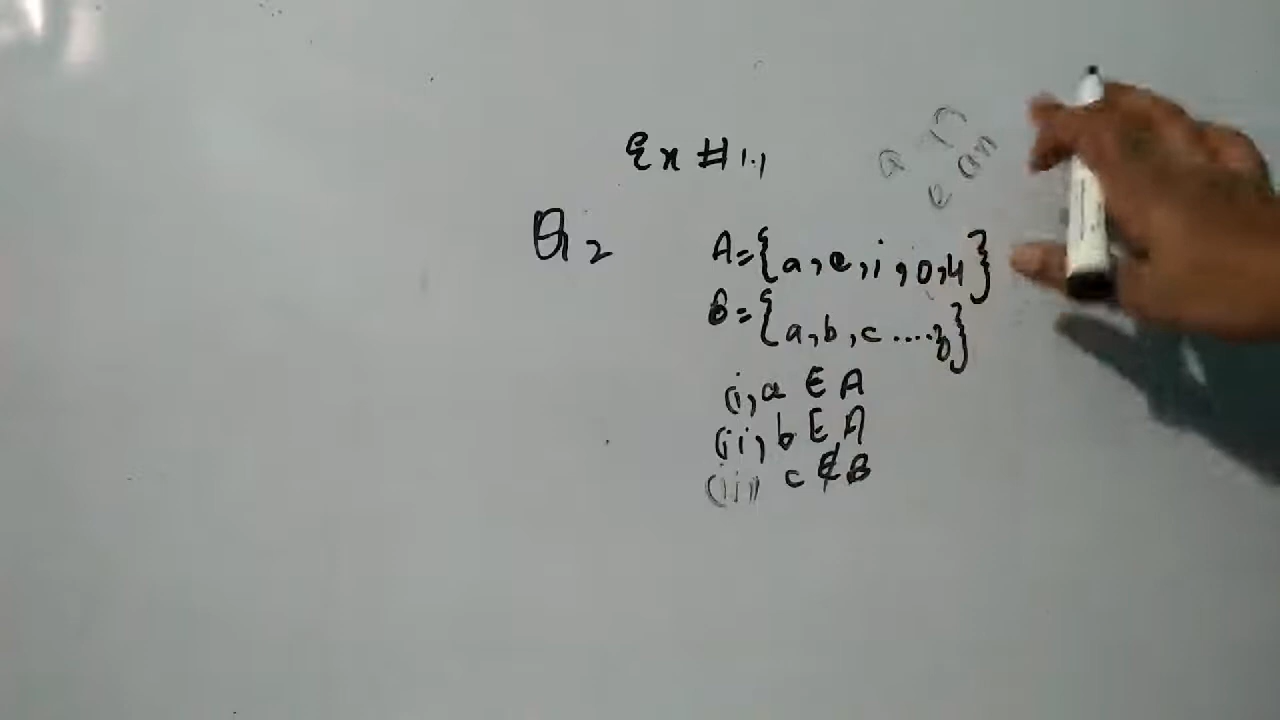 Ex # 1.1
Q 2
A = {a, e, i, o, u}
B = {a, b, c ....z}
(i, a ∈ A
(ii, b ∈ A
(iii) c ∉ B